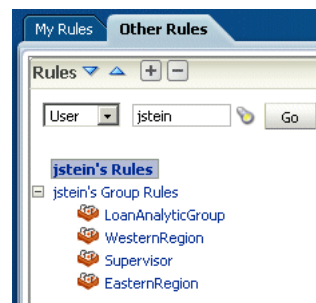 My Rules Other Rules
Rules
User jstein Go
jstein's Rules
jstein's Group Rules
LoanAnalyticGroup
WesternRegion
Supervisor
EasternRegion